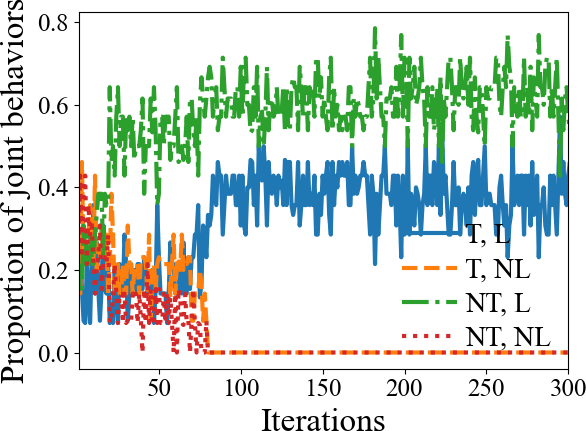 Proportion of joint behaviors
0.8
0.6
0.4
0.2
0.0
T, L
T, NL
NT, L
NT, NL
50
100
150
200
250
300
Iterations